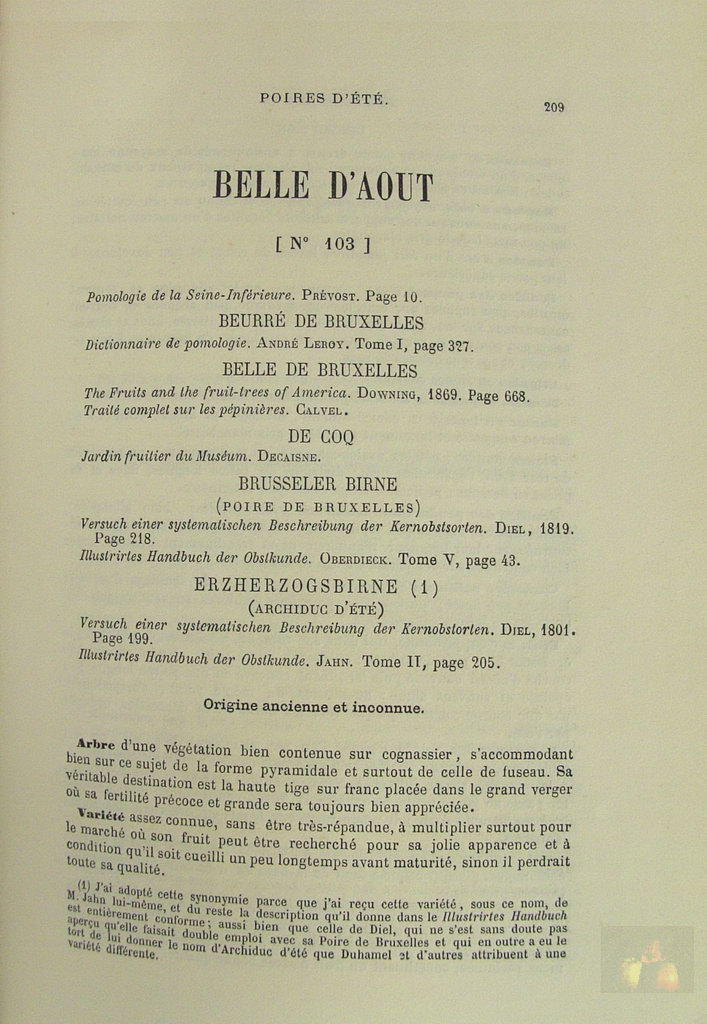 POIRES D'ÉTÉ.
209
BELLE D'AOUT
[ N° 103 ]
Pomologie de la Seine-Inférieure. PRÉVOST. Page 10.
BEURRÉ DE BRUXELLES
Dictionnaire de pomologie. ANDRÉ LEROY. Tome I, page 327.
BELLE DE BRUXELLES
The Fruits and the fruit-trees of America. DOWNING, 1869. Page 668.
Traité complet sur les pépinières. CALVEL.
DE COQ
Jardin fruitier du Muséum. DECAISNE.
BRUSSELER BIRNE
(POIRE DE BRUXELLES)
Versuch einer systematischen Beschreibung der Kernobstsorten. DIEL, 1819.
Page 218.
Illustrirtes Handbuch der Obstkunde. OBERDIECK. Tome V, page 43.
ERZHERZOGSBIRNE (1)
(ARCHIDUC D'ÉTÉ)
Versuch einer systematischen Beschreibung der Kernobstorten. DIEL, 1801.
Page 199.
Illustrirtes Handbuch der Obstkunde. JAHN. Tome II, page 205.
Origine ancienne et inconnue.
Arbre d'une végétation bien contenue sur cognassier, s'accommodant
bien sur ce sujet de la forme pyramidale et surtout de celle de fuseau. Sa
véritable destination est la haute tige sur franc placée dans le grand verger
où sa fertilité précoce et grande sera toujours bien appréciée.
Variété assez connue, sans être très-répandue, à multiplier surtout pour
le marché où son fruit peut être recherché pour sa jolie apparence et à
condition qu'il soit cueilli un peu longtemps avant maturité, sinon il perdrait
toute sa qualité.
(1) J'ai adopté cette synonymie parce que j'ai reçu cette variété, sous ce nom, de
M. Jahn lui-même, et du reste la description qu'il donne dans le Illustrirtes Handbuch
est entièrement conforme; aussi bien que celle de Diel, qui ne s'est sans doute pas
aperçu qu'elle faisait double emploi avec sa Poire de Bruxelles et qui en outre a eu le
tort de lui donner le nom d'Archiduc d'été que Duhamel et d'autres attribuent à une
variété différente.